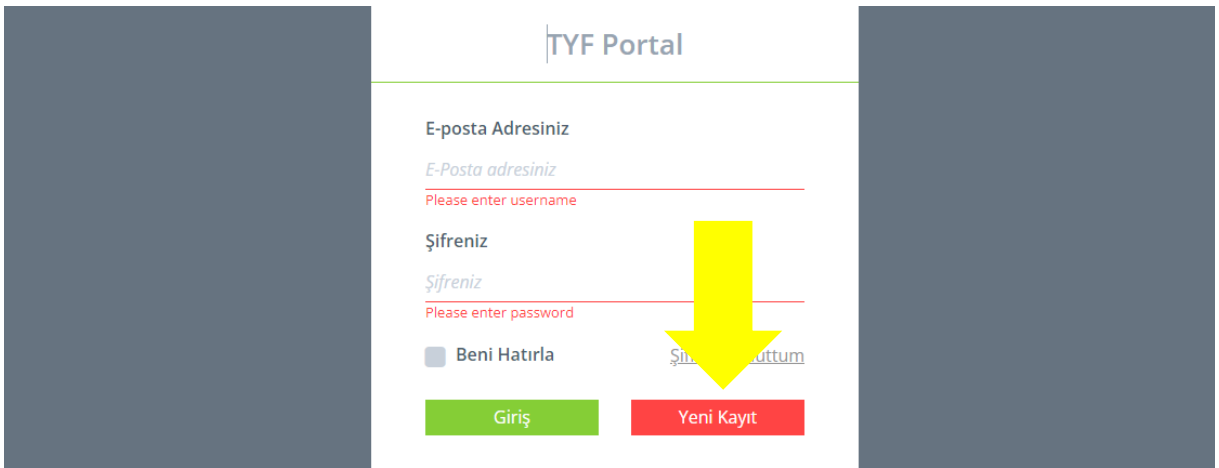 TYF Portal
E-posta Adresiniz
E-Posta adresiniz
Please enter username
Şifreniz
Şifreniz
Please enter password
Beni Hatırla
Yeni Kayıt
Giriş